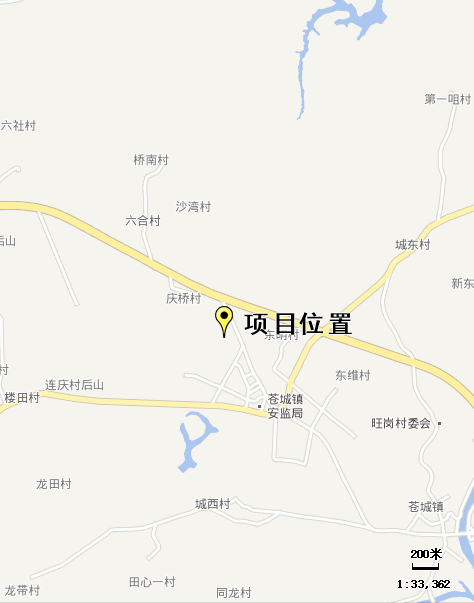 第一咀村
六社村
桥南村
沙湾村
六合村
后山
城东村
新东
庆桥村
项目位置
东明村
村
东维村
连庆村后山
楼田村
苍城镇
安监局
旺岗村委会
龙田村
城西村
苍城镇
200米
田心一村
1:33,362
龙带村
同龙村